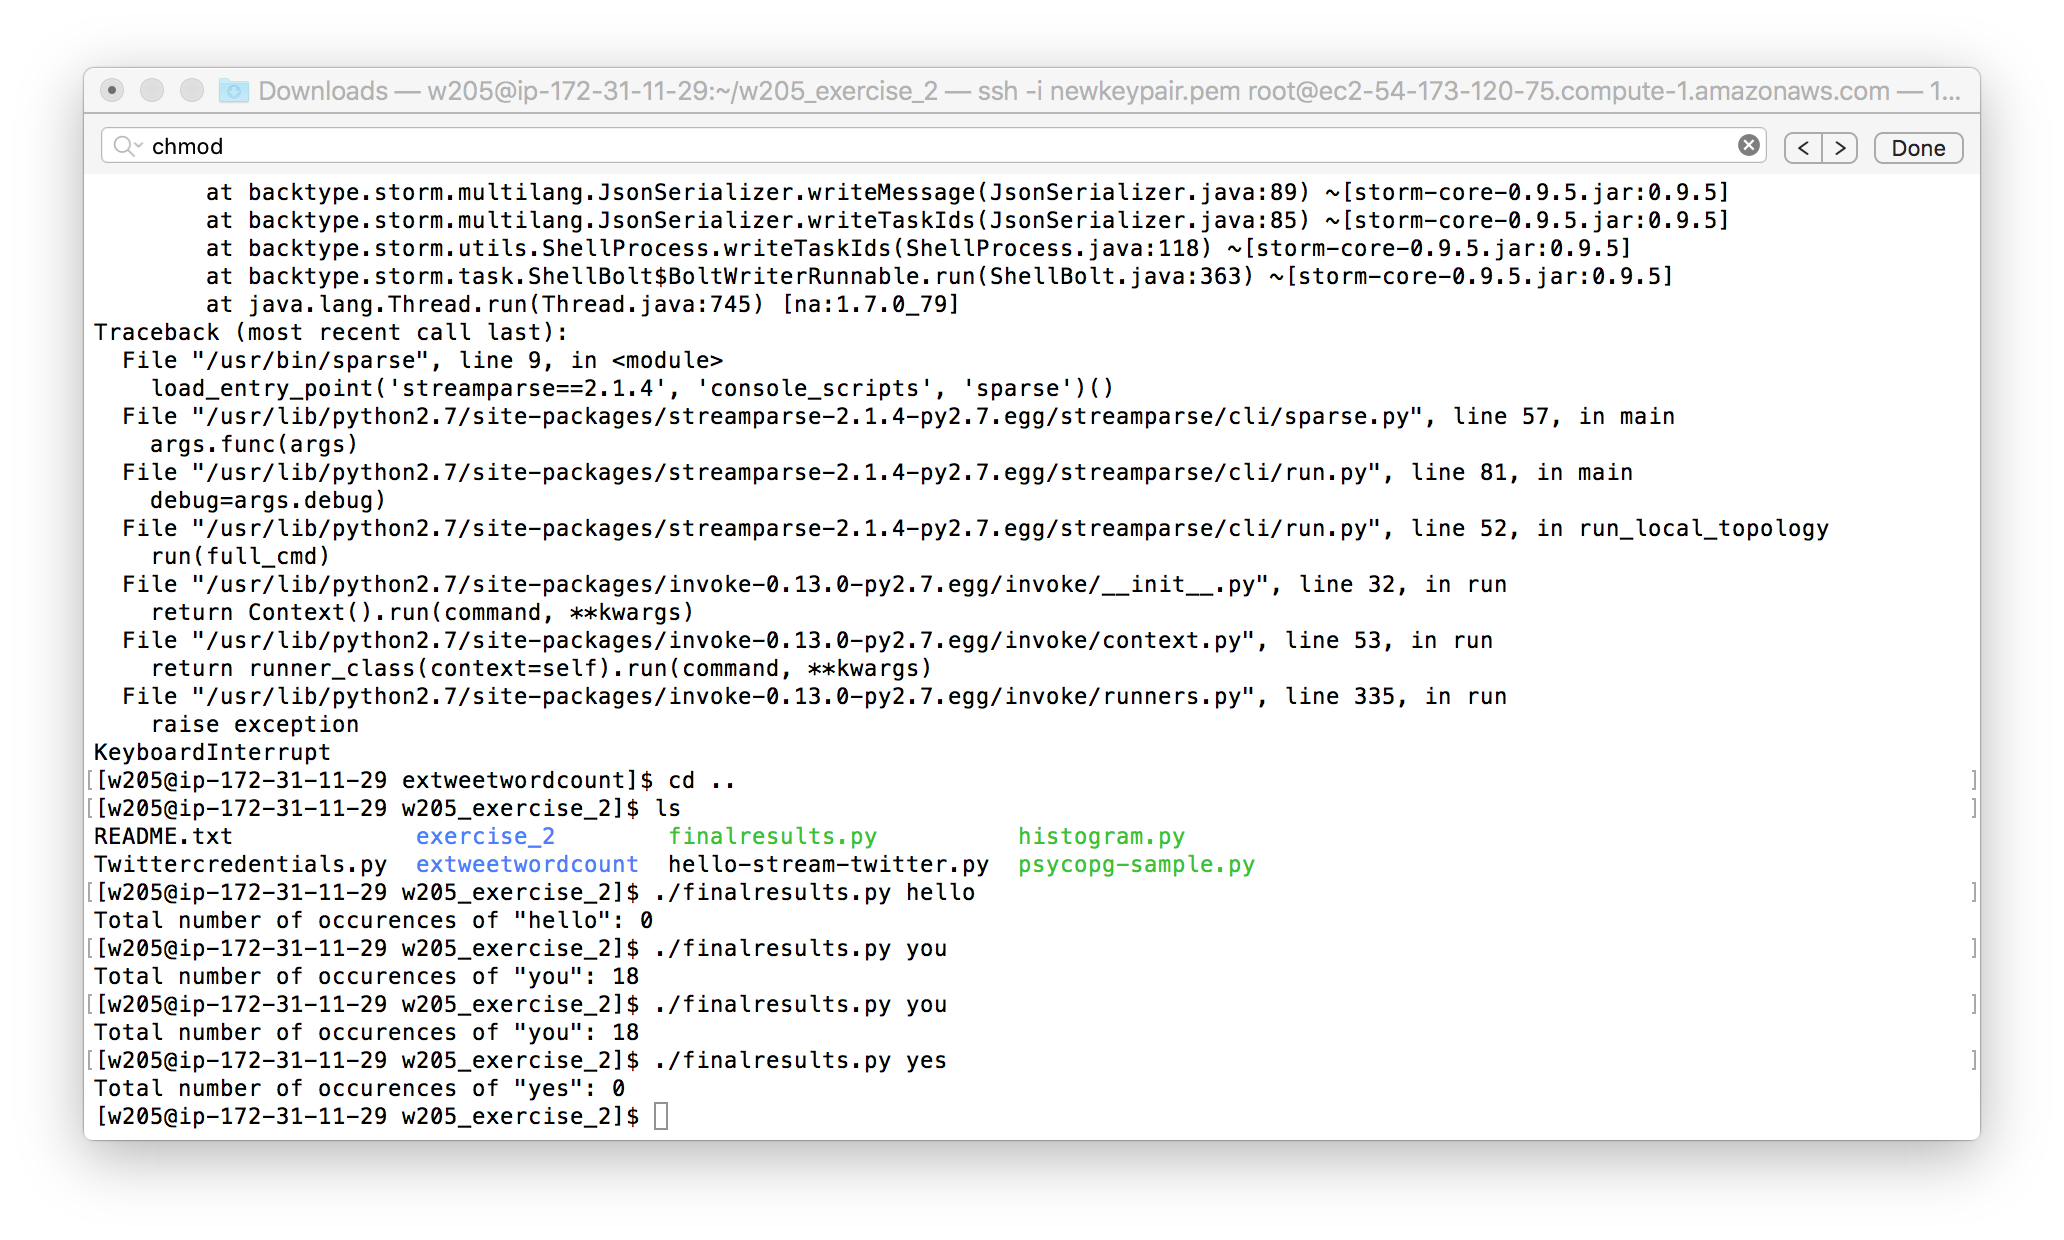 Downloads — w205@ip-172-31-11-29:~/w205_exercise_2 — ssh -i newkeypair.pem root@ec2-54-173-120-75.compute-1.amazonaws.com — 1...
chmod
< > Done
at backtype.storm.multilang.JsonSerializer.writeMessage(JsonSerializer.java:89) ~[storm-core-0.9.5.jar:0.9.5]
at backtype.storm.multilang.JsonSerializer.writeTaskIds(JsonSerializer.java:85) ~[storm-core-0.9.5.jar:0.9.5]
at backtype.storm.utils.ShellProcess.writeTaskIds(ShellProcess.java:118) ~[storm-core-0.9.5.jar:0.9.5]
at backtype.storm.task.ShellBolt$BoltWriterRunnable.run(ShellBolt.java:363) ~[storm-core-0.9.5.jar:0.9.5]
at java.lang.Thread.run(Thread.java:745) [na:1.7.0_79]
Traceback (most recent call last):
File "/usr/bin/sparse", line 9, in <module>
load_entry_point('streamparse==2.1.4', 'console_scripts', 'sparse')()
File "/usr/lib/python2.7/site-packages/streamparse-2.1.4-py2.7.egg/streamparse/cli/sparse.py", line 57, in main
args.func(args)
File "/usr/lib/python2.7/site-packages/streamparse-2.1.4-py2.7.egg/streamparse/cli/run.py", line 81, in main
debug=args.debug)
File "/usr/lib/python2.7/site-packages/streamparse-2.1.4-py2.7.egg/streamparse/cli/run.py", line 52, in run_local_topology
run(full_cmd)
File "/usr/lib/python2.7/site-packages/invoke-0.13.0-py2.7.egg/invoke/__init__.py", line 32, in run
return Context().run(command, **kwargs)
File "/usr/lib/python2.7/site-packages/invoke-0.13.0-py2.7.egg/invoke/context.py", line 53, in run
return runner_class(context=self).run(command, **kwargs)
File "/usr/lib/python2.7/site-packages/invoke-0.13.0-py2.7.egg/invoke/runners.py", line 335, in run
raise exception
KeyboardInterrupt
[[w205@ip-172-31-11-29 extweetwordcount]$ cd .. ]
[[w205@ip-172-31-11-29 w205_exercise_2]$ ls ]
README.txt exercise_2 finalresults.py histogram.py
Twittercredentials.py extweetwordcount hello-stream-twitter.py psycopg-sample.py
[[w205@ip-172-31-11-29 w205_exercise_2]$ ./finalresults.py hello ]
Total number of occurences of "hello": 0
[[w205@ip-172-31-11-29 w205_exercise_2]$ ./finalresults.py you ]
Total number of occurences of "you": 18
[[w205@ip-172-31-11-29 w205_exercise_2]$ ./finalresults.py you ]
Total number of occurences of "you": 18
[[w205@ip-172-31-11-29 w205_exercise_2]$ ./finalresults.py yes ]
Total number of occurences of "yes": 0
[w205@ip-172-31-11-29 w205_exercise_2]$